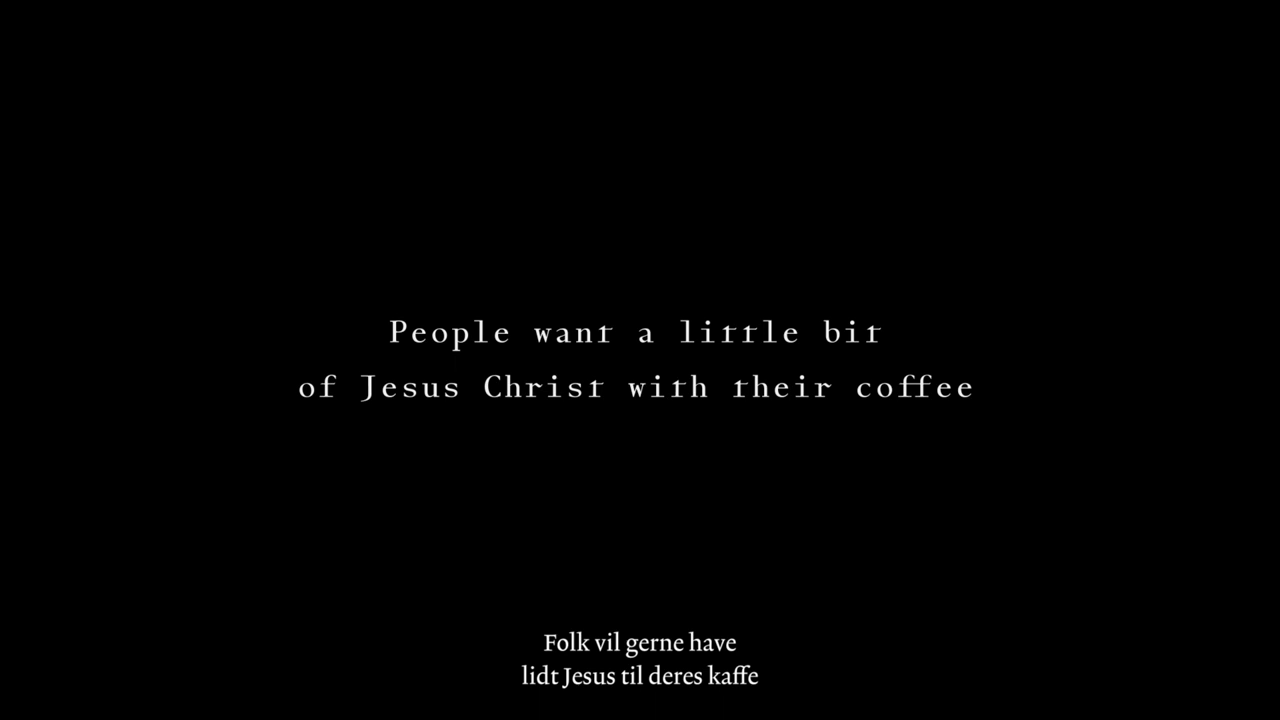 People want a little bit
of Jesus Christ with their coffee
Folk vil gerne have
lidt Jesus til deres kaffe